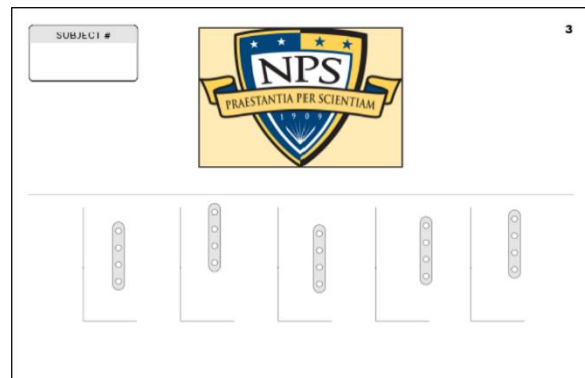 SUBJECT #
3
NPS
PRAESTANTIA PER SCIENTIAM
1909